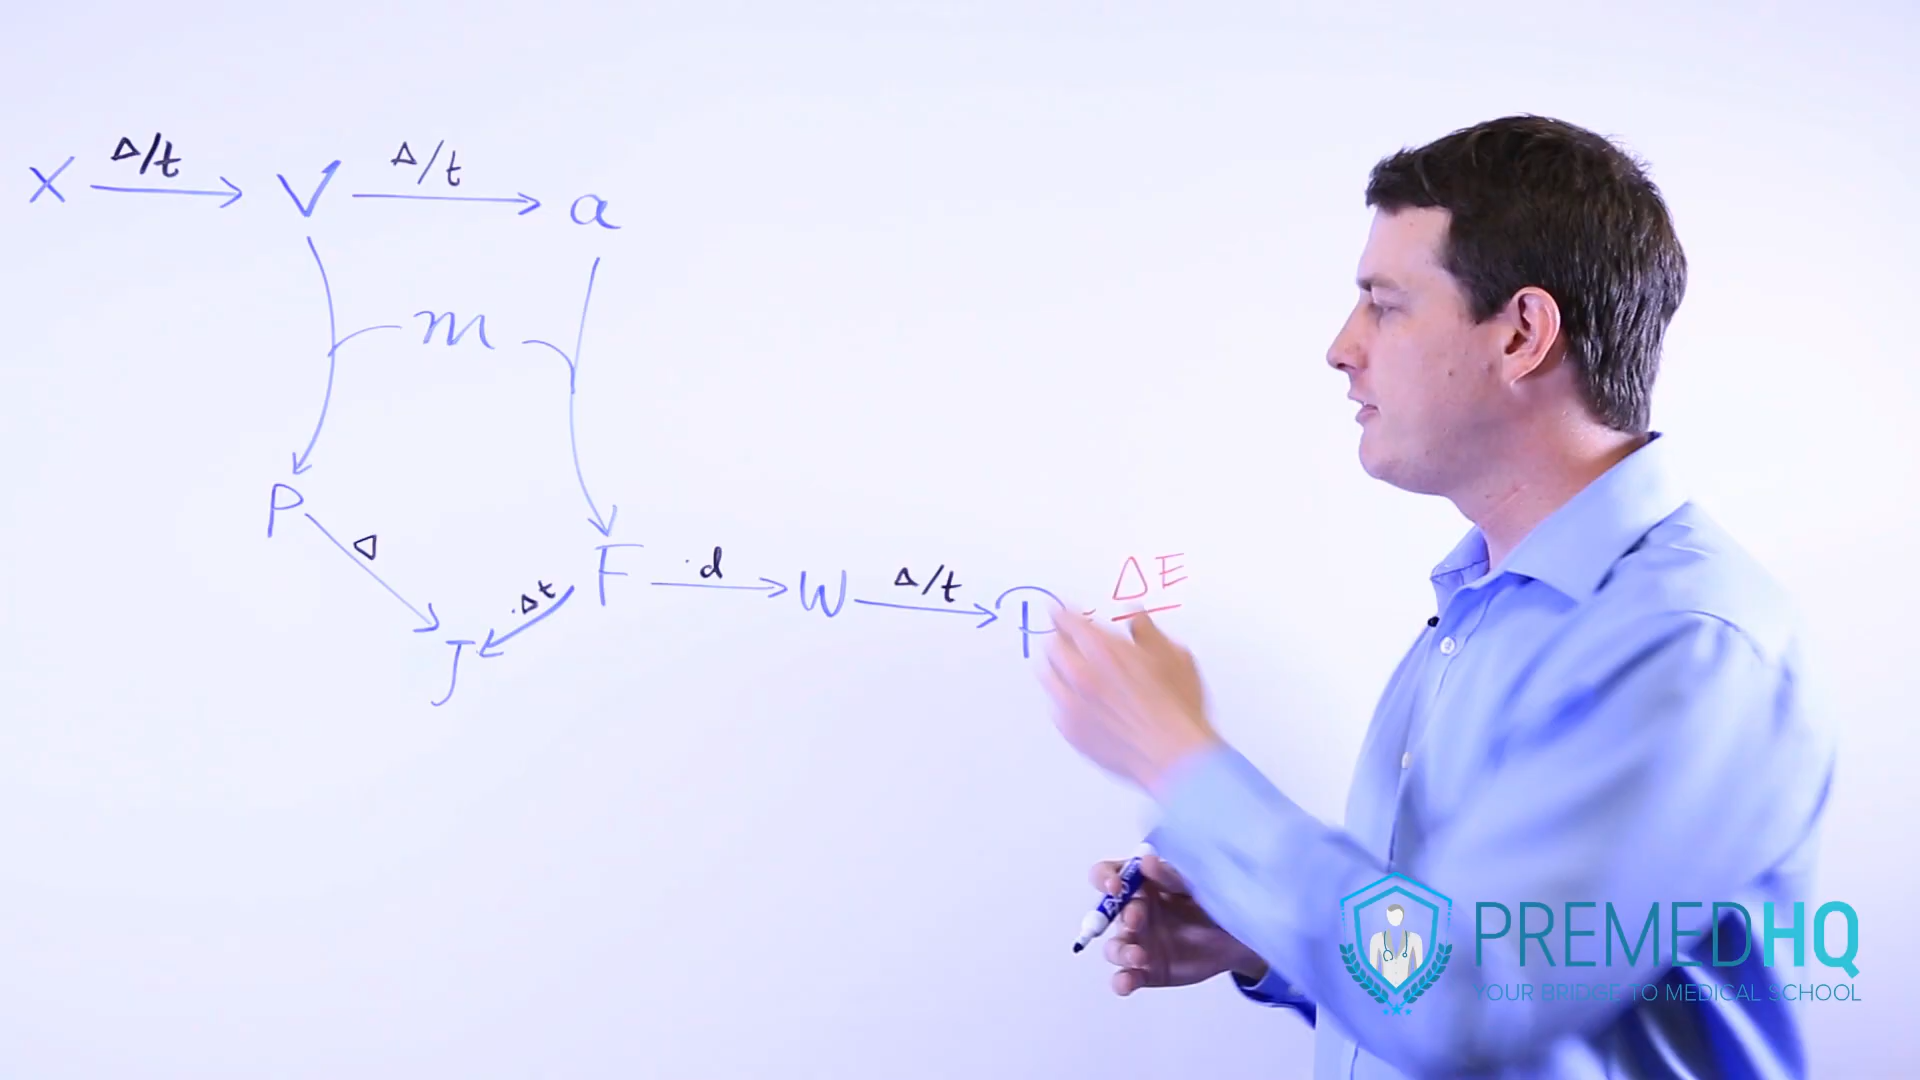 X Δ/t V Δ/t a
m
P Δ J ·Δt F ·d W Δ/t P = ΔE
PREMEDHQ
YOUR BRIDGE TO MEDICAL SCHOOL